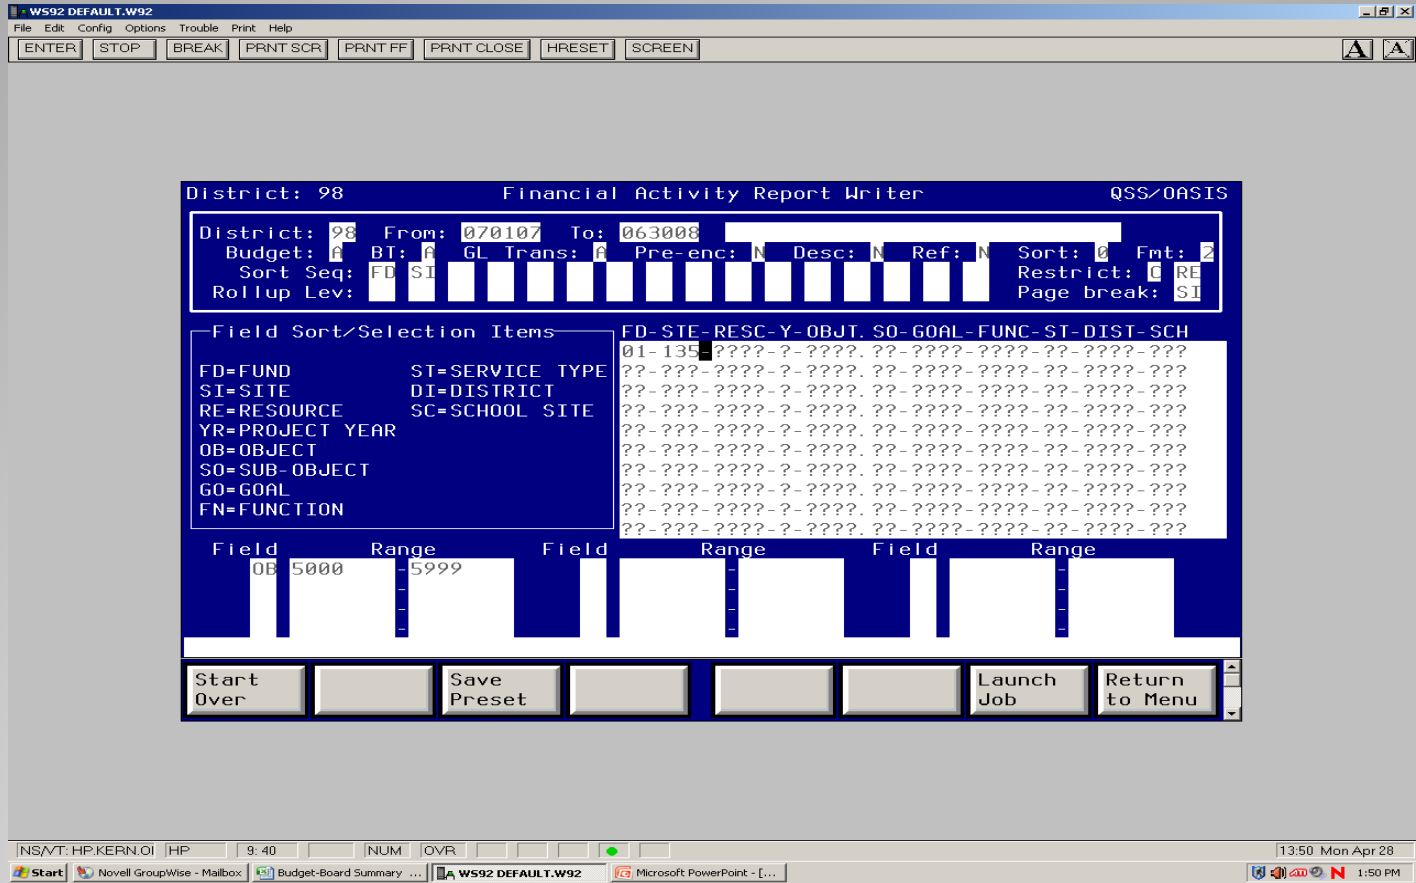 WS92 DEFAULT.W92
File Edit Config Options Trouble Print Help
ENTER STOP BREAK PRNT SCR PRNT FF PRNT CLOSE HRESET SCREEN A A
District: 98 Financial Activity Report Writer QSS/OASIS
District: 98 From: 070107 To: 063008
Budget: A BT: A GL Trans: A Pre-enc: N Desc: N Ref: N Sort: 0 Fmt: 2
Sort Seq: FD SI Restrict: C RE
Rollup Lev: Page break: SI
Field Sort/Selection Items FD-STE-RESC-Y-OBJT.SO-GOAL-FUNC-ST-DIST-SCH
01-135-????-?-????.??-????-????-??-????-???
FD=FUND ST=SERVICE TYPE ??-???-????-?-????.??-????-????-??-????-???
SI=SITE DI=DISTRICT ??-???-????-?-????.??-????-????-??-????-???
RE=RESOURCE SC=SCHOOL SITE ??-???-????-?-????.??-????-????-??-????-???
YR=PROJECT YEAR ??-???-????-?-????.??-????-????-??-????-???
OB=OBJECT ??-???-????-?-????.??-????-????-??-????-???
SO=SUB-OBJECT ??-???-????-?-????.??-????-????-??-????-???
GO=GOAL ??-???-????-?-????.??-????-????-??-????-???
FN=FUNCTION ??-???-????-?-????.??-????-????-??-????-???
??-???-????-?-????.??-????-????-??-????-???
Field Range Field Range Field Range
OB 5000 -5999 - -
- - -
- - -
- - -
Start Over
Save Preset
Launch Job
Return to Menu
NS/VT: HP.KERN.OI HP 9: 40 NUM OVR 13:50 Mon Apr 28
Start Novell GroupWise - Mailbox Budget-Board Summary ... WS92 DEFAULT.W92 Microsoft PowerPoint - [... N 1:50 PM